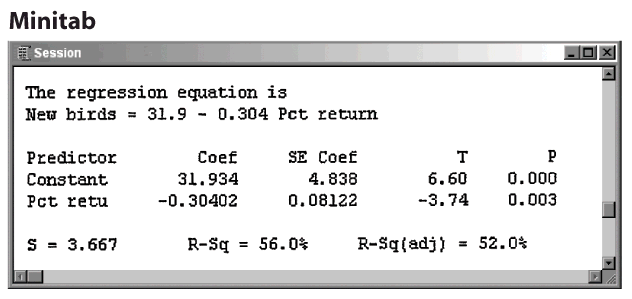 Minitab
Session
The regression equation is
New birds = 31.9 - 0.304 Pct return
Predictor Coef SE Coef T P
Constant 31.934 4.838 6.60 0.000
Pct retu -0.30402 0.08122 -3.74 0.003
S = 3.667 R-Sq = 56.0% R-Sq(adj) = 52.0%